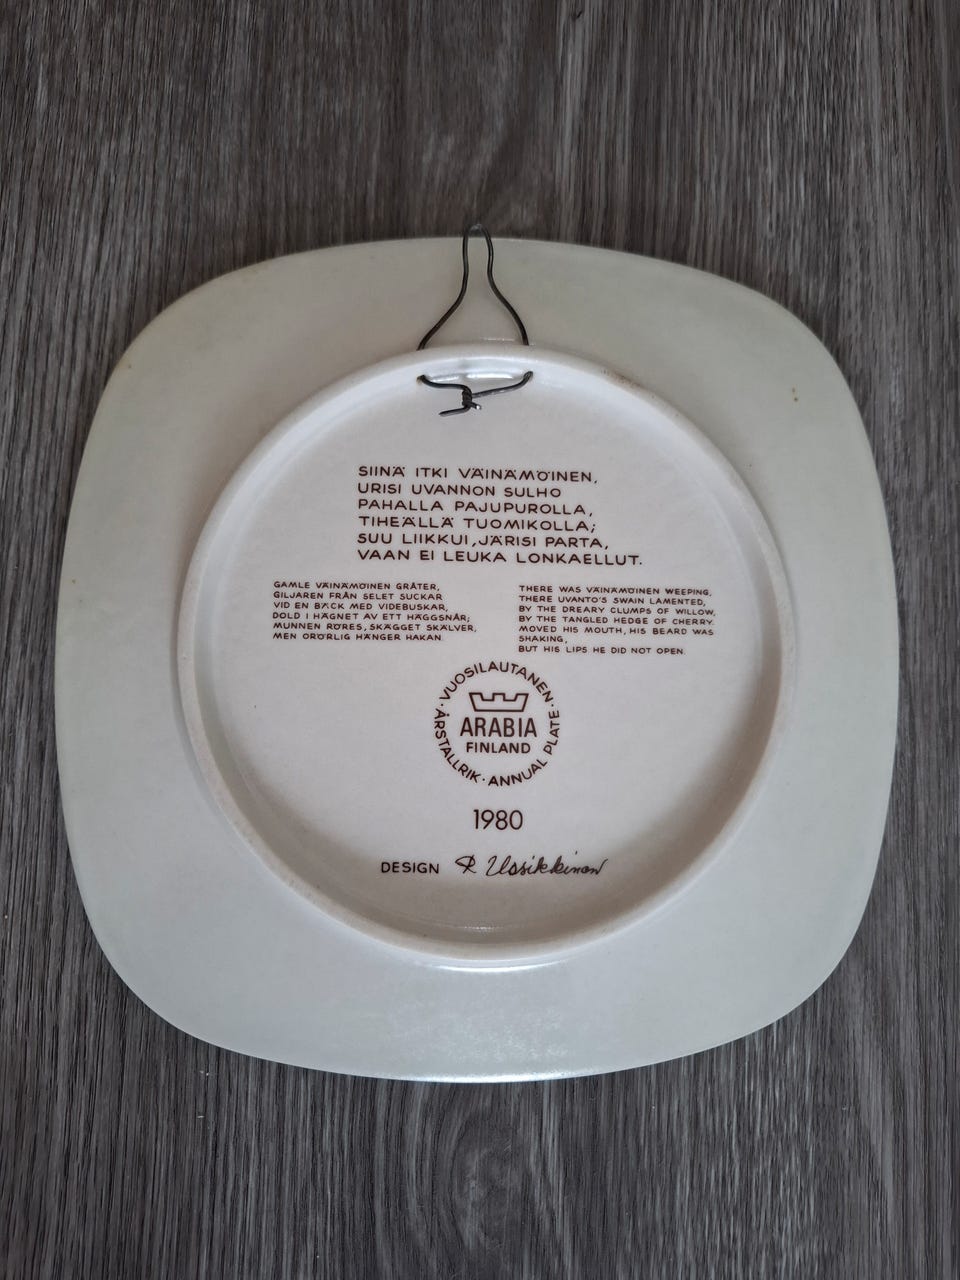 SIINÄ ITKI VÄINÄMÖINEN,
URISI UVANNON SULHO
PAHALLA PAJUPUROLLA,
TIHEÄLLÄ TUOMIKOLLA;
SUU LIIKKUI, JÄRISI PARTA,
VAAN EI LEUKA LONKAELLUT.
GAMLE VÄINÄMÖINEN GRÅTER,
GILJAREN FRÅN SELET SUCKAR
VID EN BÄCK MED VIDEBUSKAR,
DOLD I HÄGNET AV ETT HÄGGSNÅR;
MUNNEN RÖRES, SKÄGGET SKÄLVER,
MEN ORÖRLIG HÄNGER HAKAN.
THERE WAS VÄINÄMÖINEN WEEPING,
THERE UVANTO'S SWAIN LAMENTED,
BY THE DREARY CLUMPS OF WILLOW,
BY THE TANGLED HEDGE OF CHERRY.
MOVED HIS MOUTH, HIS BEARD WAS
SHAKING,
BUT HIS LIPS HE DID NOT OPEN.
· VUOSILAUTANEN ·
ARABIA
FINLAND
ÅRSTALLRIK · ANNUAL PLATE
1980
DESIGN R Uosikkinen